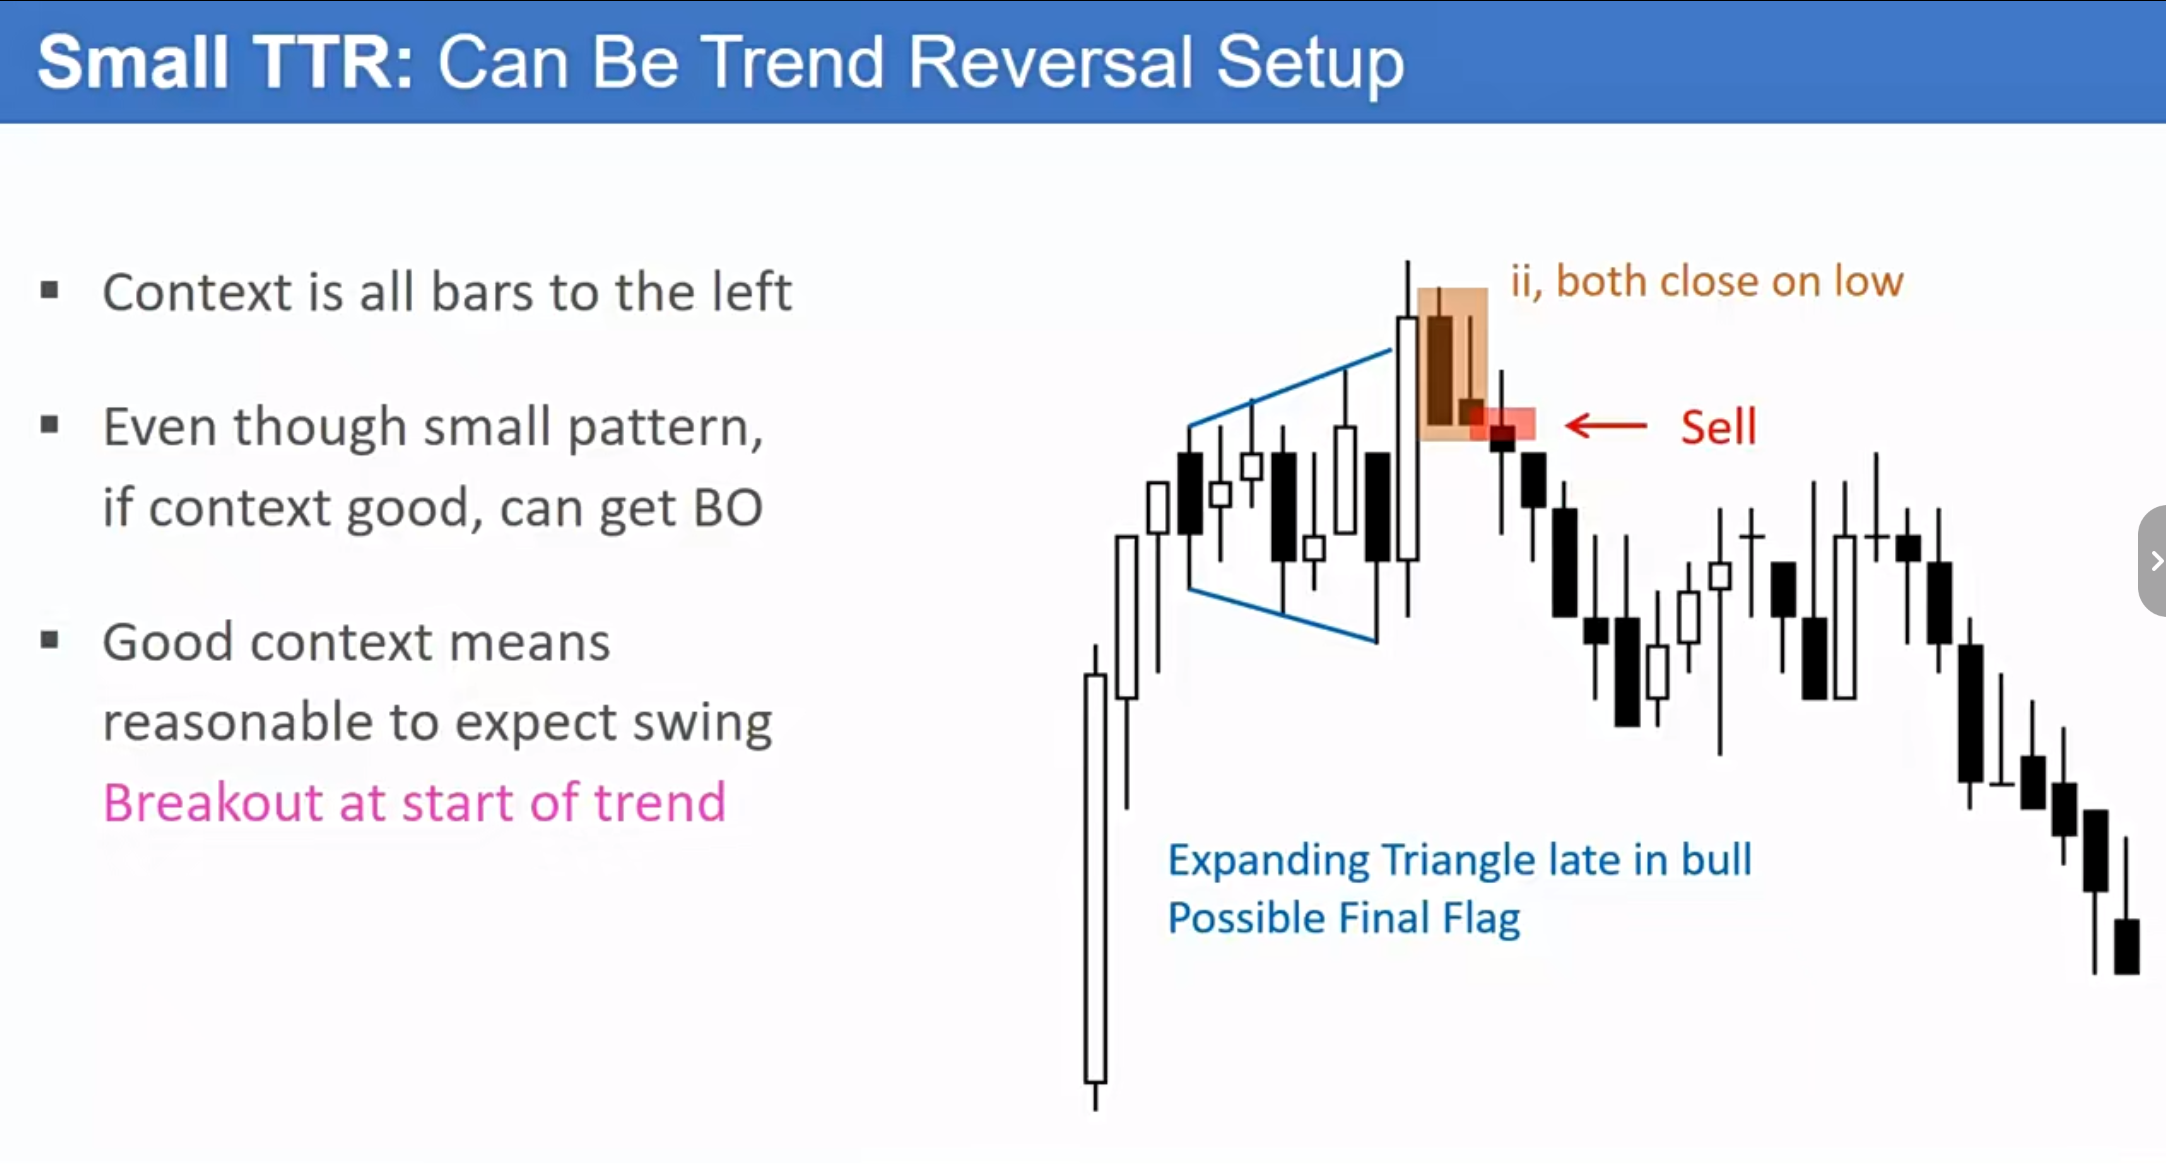 Small TTR: Can Be Trend Reversal Setup
▪ Context is all bars to the left
▪ Even though small pattern,
if context good, can get BO
▪ Good context means
reasonable to expect swing
Breakout at start of trend
ii, both close on low
Sell
Expanding Triangle late in bull
Possible Final Flag